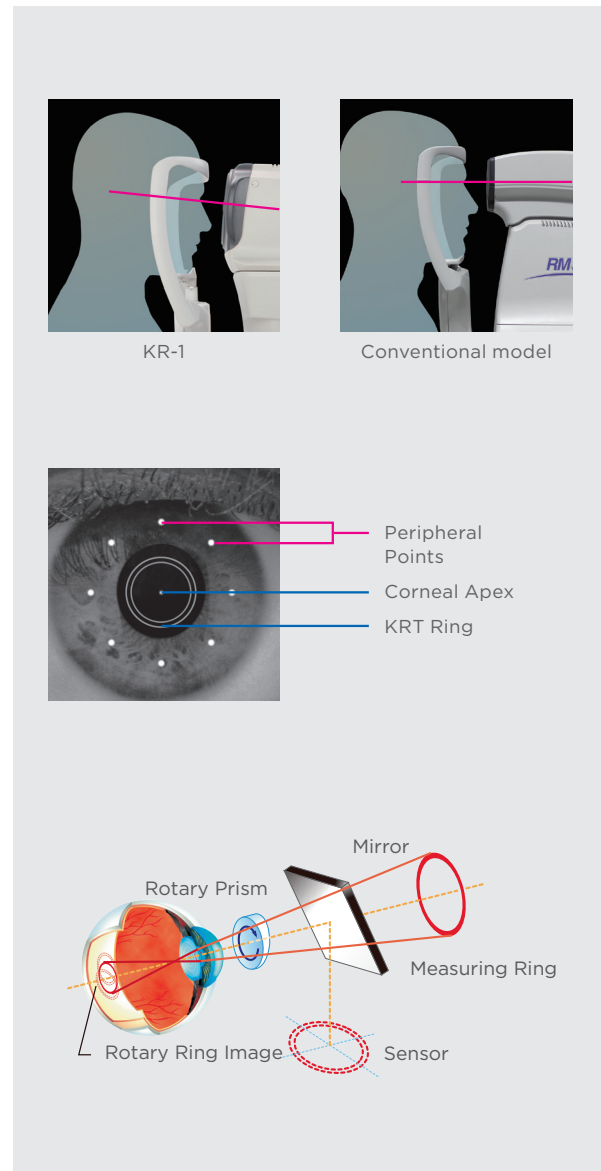 RM
KR-1
Conventional model
Peripheral
Points
Corneal Apex
KRT Ring
Mirror
Rotary Prism
Measuring Ring
Rotary Ring Image
Sensor